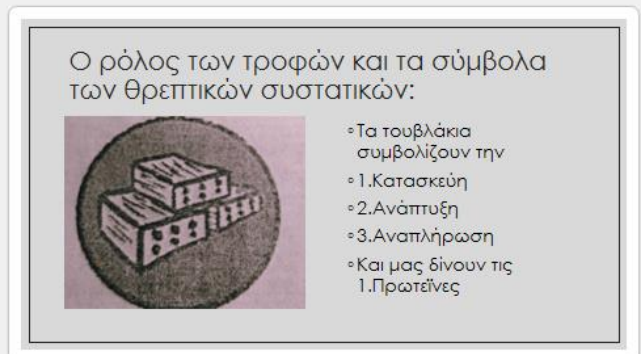 Ο ρόλος των τροφών και τα σύμβολα
των θρεπτικών συστατικών:
◦Τα τουβλάκια
συμβολίζουν την
◦1.Κατασκεύη
◦2.Ανάπτυξη
◦3.Αναπλήρωση
◦Και μας δίνουν τις
1.Πρωτεΐνες